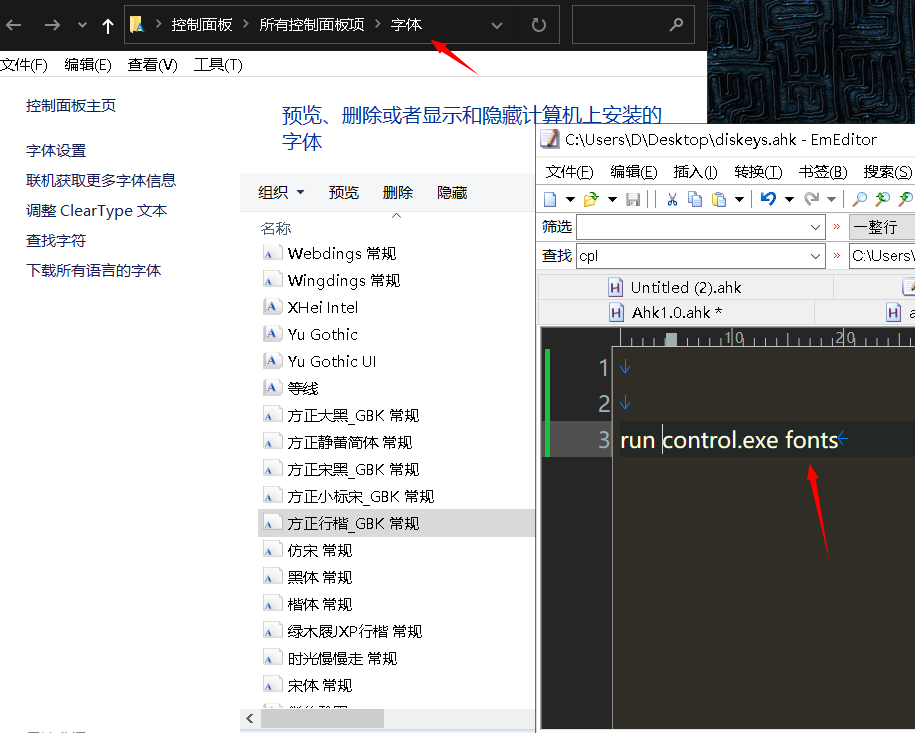 控制面板 所有控制面板项 字体
文件(F) 编辑(E) 查看(V) 工具(T)
控制面板主页
字体设置
联机获取更多字体信息
调整 ClearType 文本
查找字符
下载所有语言的字体
预览、删除或者显示和隐藏计算机上安装的
字体
组织 预览 删除 隐藏
名称
Webdings 常规
Wingdings 常规
XHei Intel
Yu Gothic
Yu Gothic UI
等线
方正大黑_GBK 常规
方正静蕾简体 常规
方正宋黑_GBK 常规
方正小标宋_GBK 常规
方正行楷_GBK 常规
仿宋 常规
黑体 常规
楷体 常规
绿木屐JXP行楷 常规
时光慢慢走 常规
宋体 常规
C:\Users\D\Desktop\diskeys.ahk - EmEditor
文件(F) 编辑(E) 插入(I) 转换(T) 书签(B) 搜索(S)
筛选 » 一整行
查找 cpl » C:\Users\
Untitled (2).ahk
Ahk1.0.ahk * a
10 20
1
2
3 run control.exe fonts